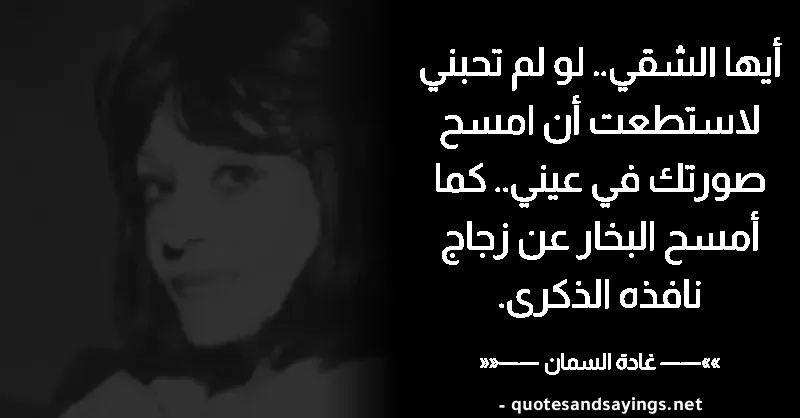 أيها الشقي.. لو لم تحبني
لاستطعت أن امسح
صورتك في عيني.. كما
أمسح البخار عن زجاج
نافذه الذكرى.
»»—— غادة السمان ——««
- quotesandsayings.net